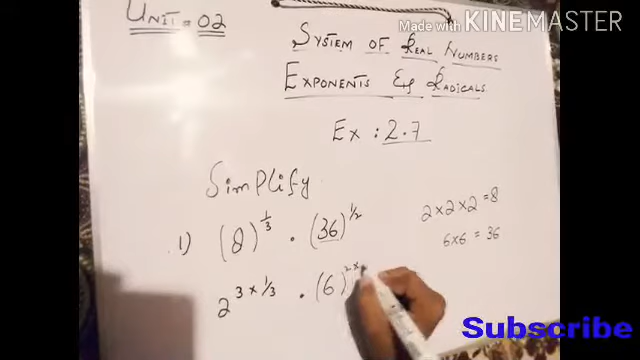 Made with KINEMASTER
UNIT = 02
SYSTEM OF REAL NUMBERS
EXPONENTS & RADICALS
Ex : 2.7
Simplify
1) (8)^{1/3} . (36)^{1/2}
2×2×2 = 8
6×6 = 36
2^{3×1/3} . (6)^{2×
Subscribe